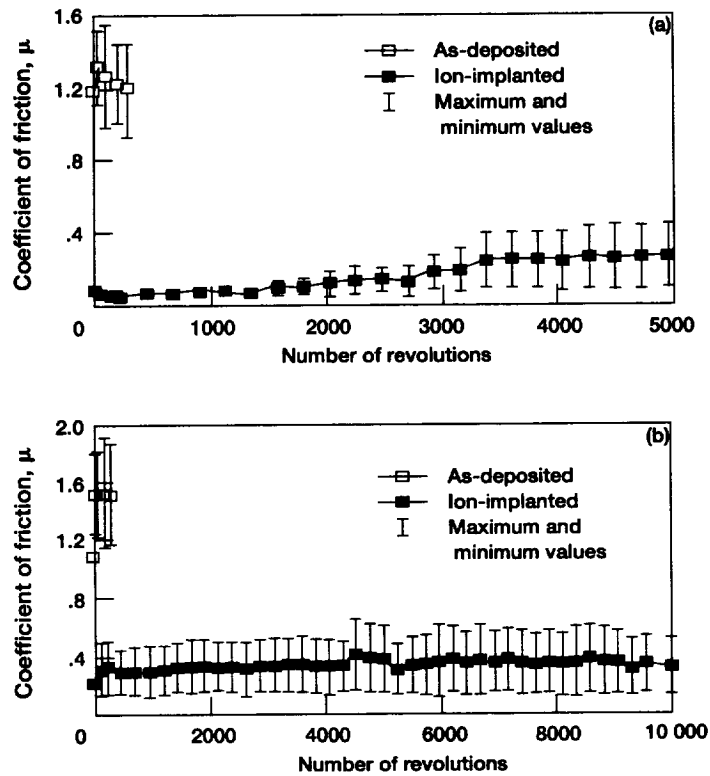 1.6
(a)
As-deposited
Ion-implanted
Maximum and
minimum values
1.2
.8
.4
Coefficient of friction, μ
0
1000
2000
3000
4000
5000
Number of revolutions
2.0
(b)
As-deposited
Ion-implanted
Maximum and
minimum values
1.6
1.2
.8
.4
Coefficient of friction, μ
0
2000
4000
6000
8000
10 000
Number of revolutions